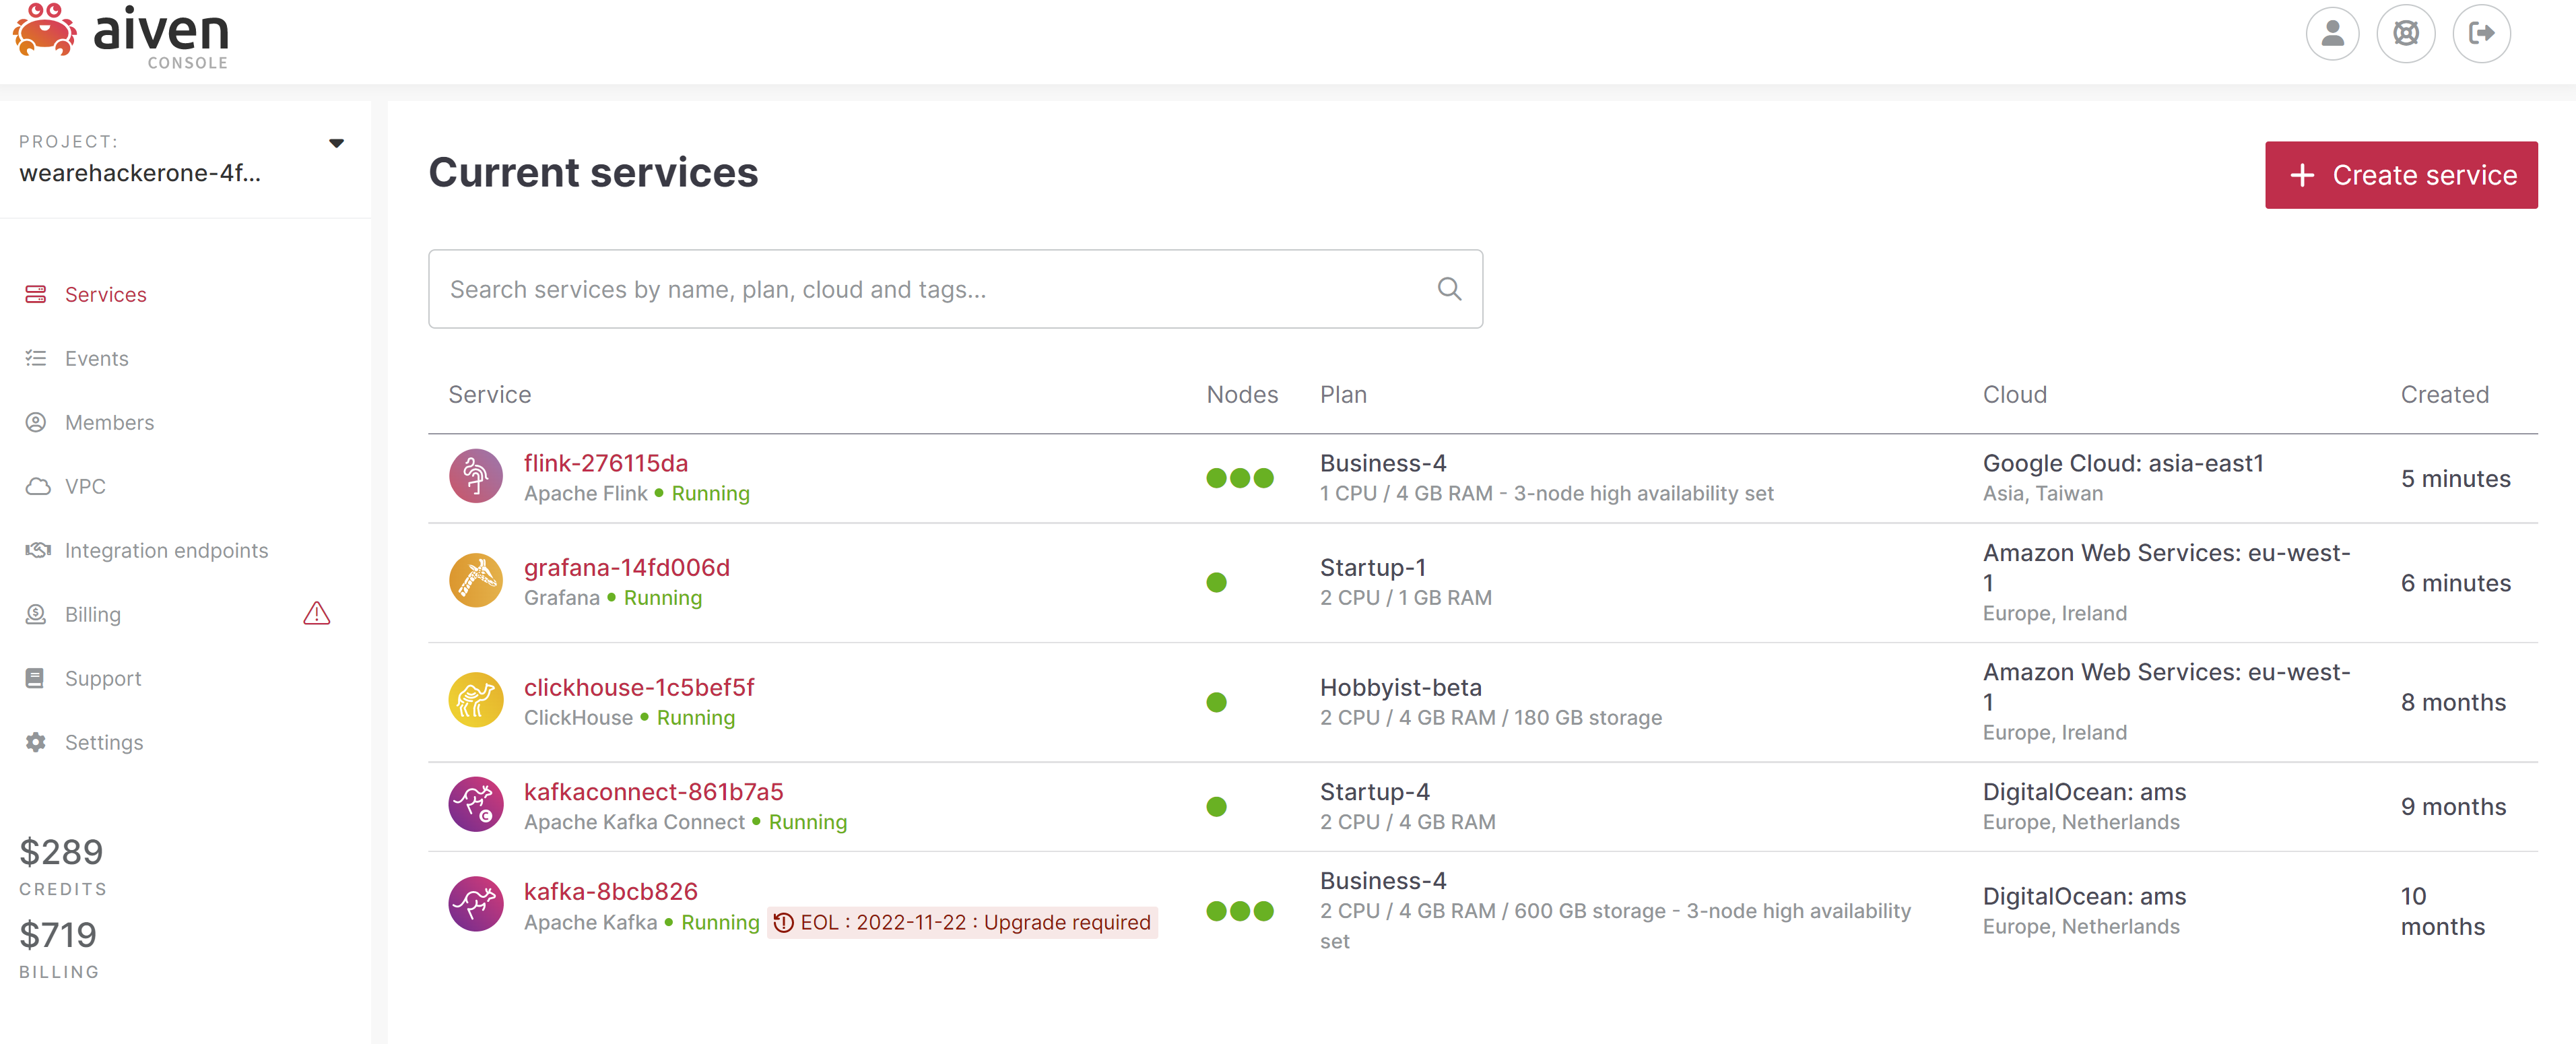 aiven
CONSOLE
PROJECT:
wearehackerone-4f...
Services
Events
Members
VPC
Integration endpoints
Billing
Support
Settings
$289
CREDITS
$719
BILLING
Current services
+ Create service
Search services by name, plan, cloud and tags...
Service Nodes Plan Cloud Created
flink-276115da
Apache Flink • Running
Business-4
1 CPU / 4 GB RAM - 3-node high availability set
Google Cloud: asia-east1
Asia, Taiwan
5 minutes
grafana-14fd006d
Grafana • Running
Startup-1
2 CPU / 1 GB RAM
Amazon Web Services: eu-west-
1
Europe, Ireland
6 minutes
clickhouse-1c5bef5f
ClickHouse • Running
Hobbyist-beta
2 CPU / 4 GB RAM / 180 GB storage
Amazon Web Services: eu-west-
1
Europe, Ireland
8 months
kafkaconnect-861b7a5
Apache Kafka Connect • Running
Startup-4
2 CPU / 4 GB RAM
DigitalOcean: ams
Europe, Netherlands
9 months
kafka-8bcb826
Apache Kafka • Running EOL : 2022-11-22 : Upgrade required
Business-4
2 CPU / 4 GB RAM / 600 GB storage - 3-node high availability
set
DigitalOcean: ams
Europe, Netherlands
10
months